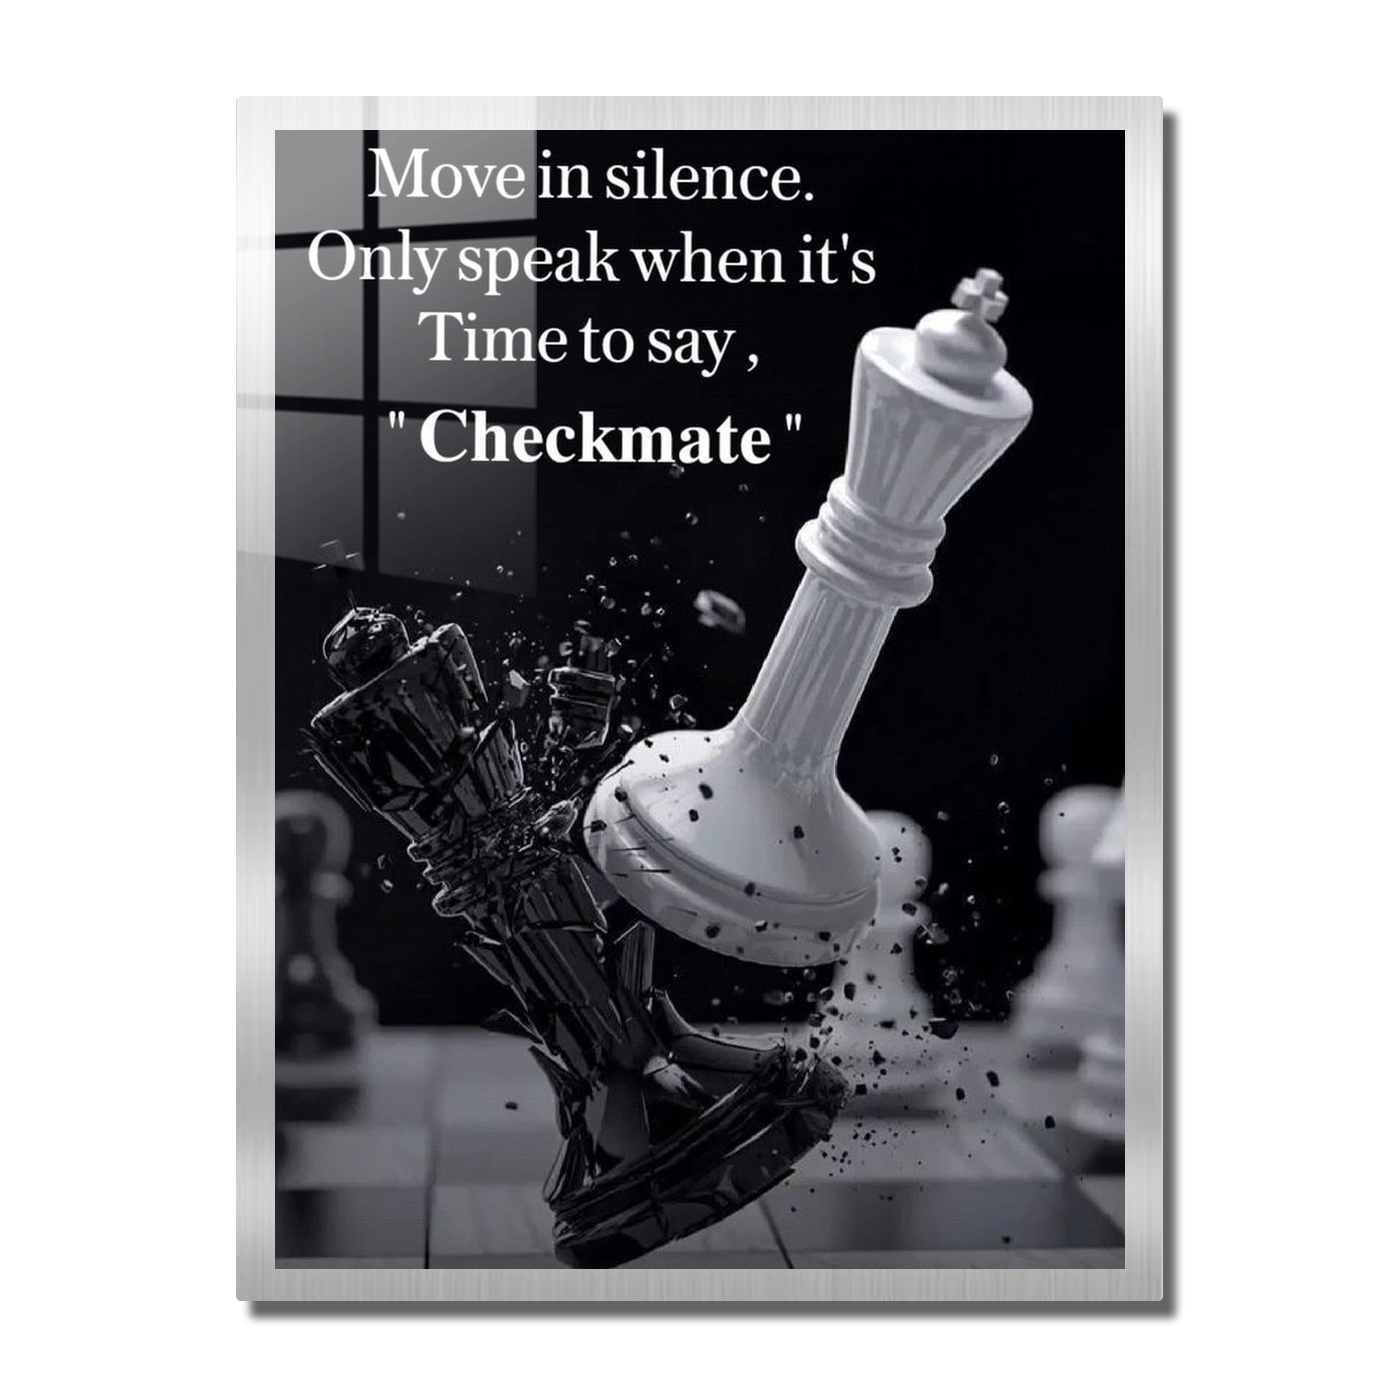 Move in silence.
Only speak when it's
Time to say ,
" Checkmate "